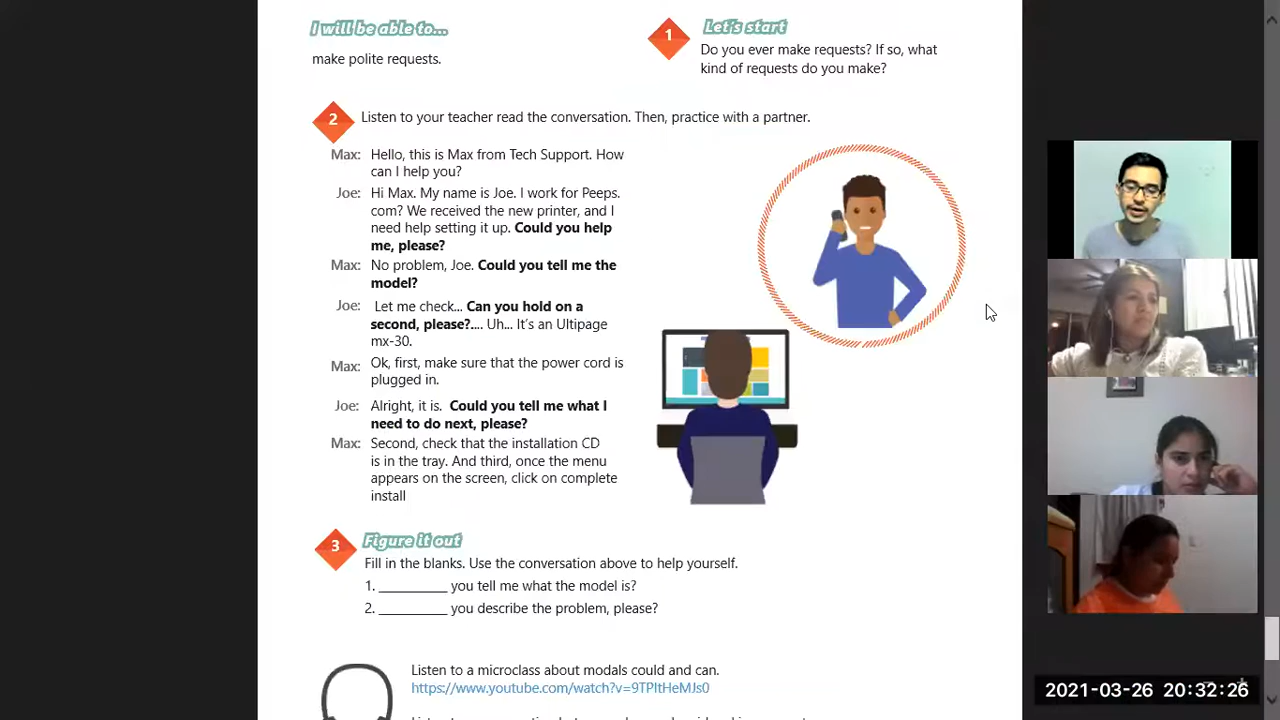 I will be able to...
make polite requests.
1
Let's start
Do you ever make requests? If so, what
kind of requests do you make?
2
Listen to your teacher read the conversation. Then, practice with a partner.
Max: Hello, this is Max from Tech Support. How
can I help you?
Joe: Hi Max. My name is Joe. I work for Peeps.
com? We received the new printer, and I
need help setting it up. Could you help
me, please?
Max: No problem, Joe. Could you tell me the
model?
Joe: Let me check... Can you hold on a
second, please?.... Uh... It's an Ultipage
mx-30.
Max: Ok, first, make sure that the power cord is
plugged in.
Joe: Alright, it is. Could you tell me what I
need to do next, please?
Max: Second, check that the installation CD
is in the tray. And third, once the menu
appears on the screen, click on complete
install
3
Figure it out
Fill in the blanks. Use the conversation above to help yourself.
1. _________ you tell me what the model is?
2. _________ you describe the problem, please?
Listen to a microclass about modals could and can.
https://www.youtube.com/watch?v=9TPltHeMJs0
2021-03-26 20:32:26